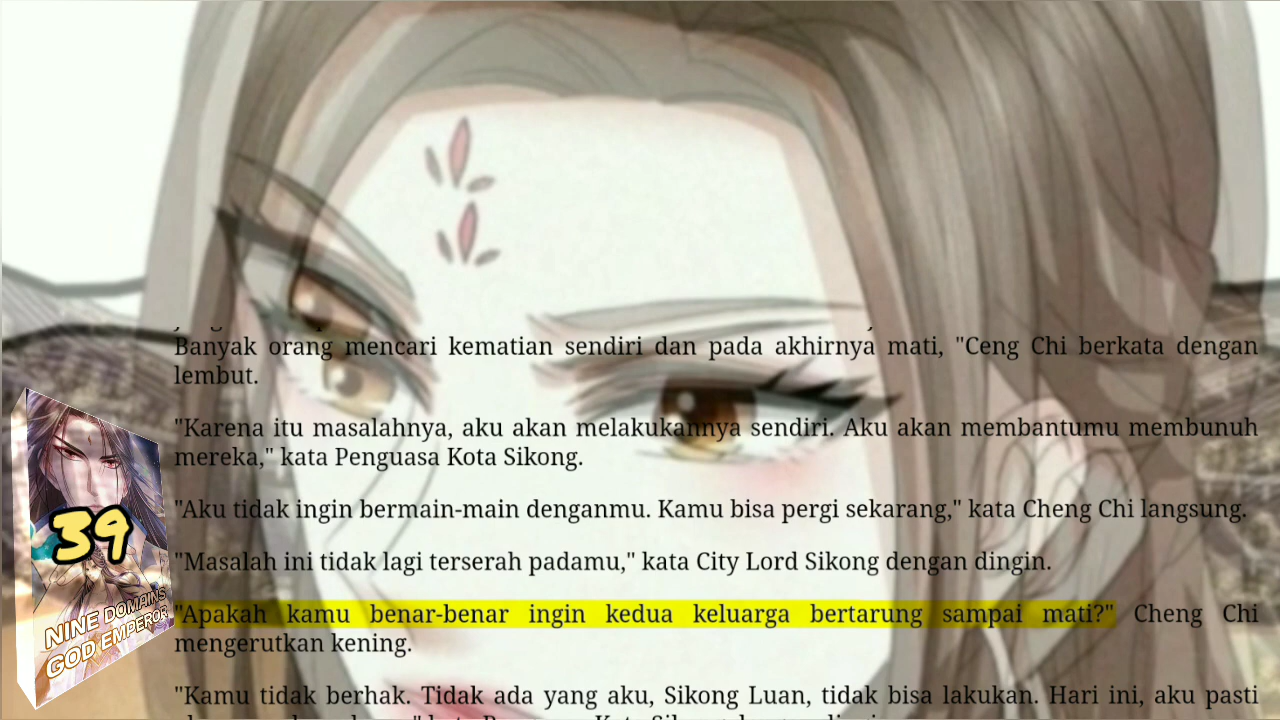 Banyak orang mencari kematian sendiri dan pada akhirnya mati, "Ceng Chi berkata dengan
lembut.
"Karena itu masalahnya, aku akan melakukannya sendiri. Aku akan membantumu membunuh
mereka," kata Penguasa Kota Sikong.
"Aku tidak ingin bermain-main denganmu. Kamu bisa pergi sekarang," kata Cheng Chi langsung.
"Masalah ini tidak lagi terserah padamu," kata City Lord Sikong dengan dingin.
"Apakah kamu benar-benar ingin kedua keluarga bertarung sampai mati?" Cheng Chi
mengerutkan kening.
"Kamu tidak berhak. Tidak ada yang aku, Sikong Luan, tidak bisa lakukan. Hari ini, aku pasti
39
NINE DOMAINS
GOD EMPEROR